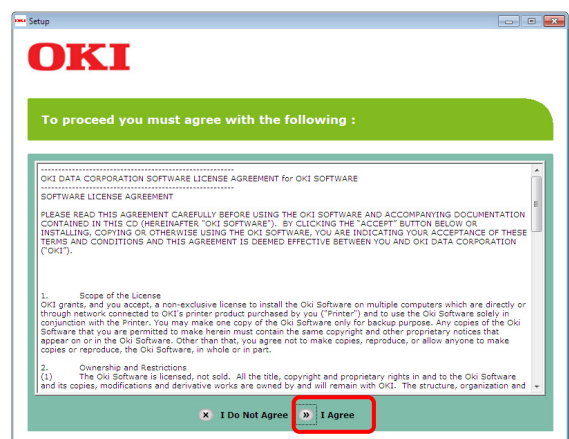 OKI Setup
OKI
To proceed you must agree with the following :
------------------------------------------------------
OKI DATA CORPORATION SOFTWARE LICENSE AGREEMENT for OKI SOFTWARE
------------------------------------------------------
SOFTWARE LICENSE AGREEMENT
PLEASE READ THIS AGREEMENT CAREFULLY BEFORE USING THE OKI SOFTWARE AND ACCOMPANYING DOCUMENTATION
CONTAINED IN THIS CD (HEREINAFTER "OKI SOFTWARE"). BY CLICKING THE "ACCEPT" BUTTON BELOW OR
INSTALLING, COPYING OR OTHERWISE USING THE OKI SOFTWARE, YOU ARE INDICATING YOUR ACCEPTANCE OF THESE
TERMS AND CONDITIONS AND THIS AGREEMENT IS DEEMED EFFECTIVE BETWEEN YOU AND OKI DATA CORPORATION
("OKI").
1. Scope of the License
OKI grants, and you accept, a non-exclusive license to install the Oki Software on multiple computers which are directly or
through network connected to OKI's printer product purchased by you ("Printer") and to use the Oki Software solely in
conjunction with the Printer. You may make one copy of the Oki Software only for backup purpose. Any copies of the Oki
Software that you are permitted to make herein must contain the same copyright and other proprietary notices that
appear on or in the Oki Software. Other than that, you agree not to make copies, reproduce, or allow anyone to make
copies or reproduce, the Oki Software, in whole or in part.
2. Ownership and Restrictions
(1) The Oki Software is licensed, not sold. All the title, copyright and proprietary rights in and to the Oki Software
and its copies, modifications and derivative works are owned by and will remain with OKI. The structure, organization and
I Do Not Agree I Agree